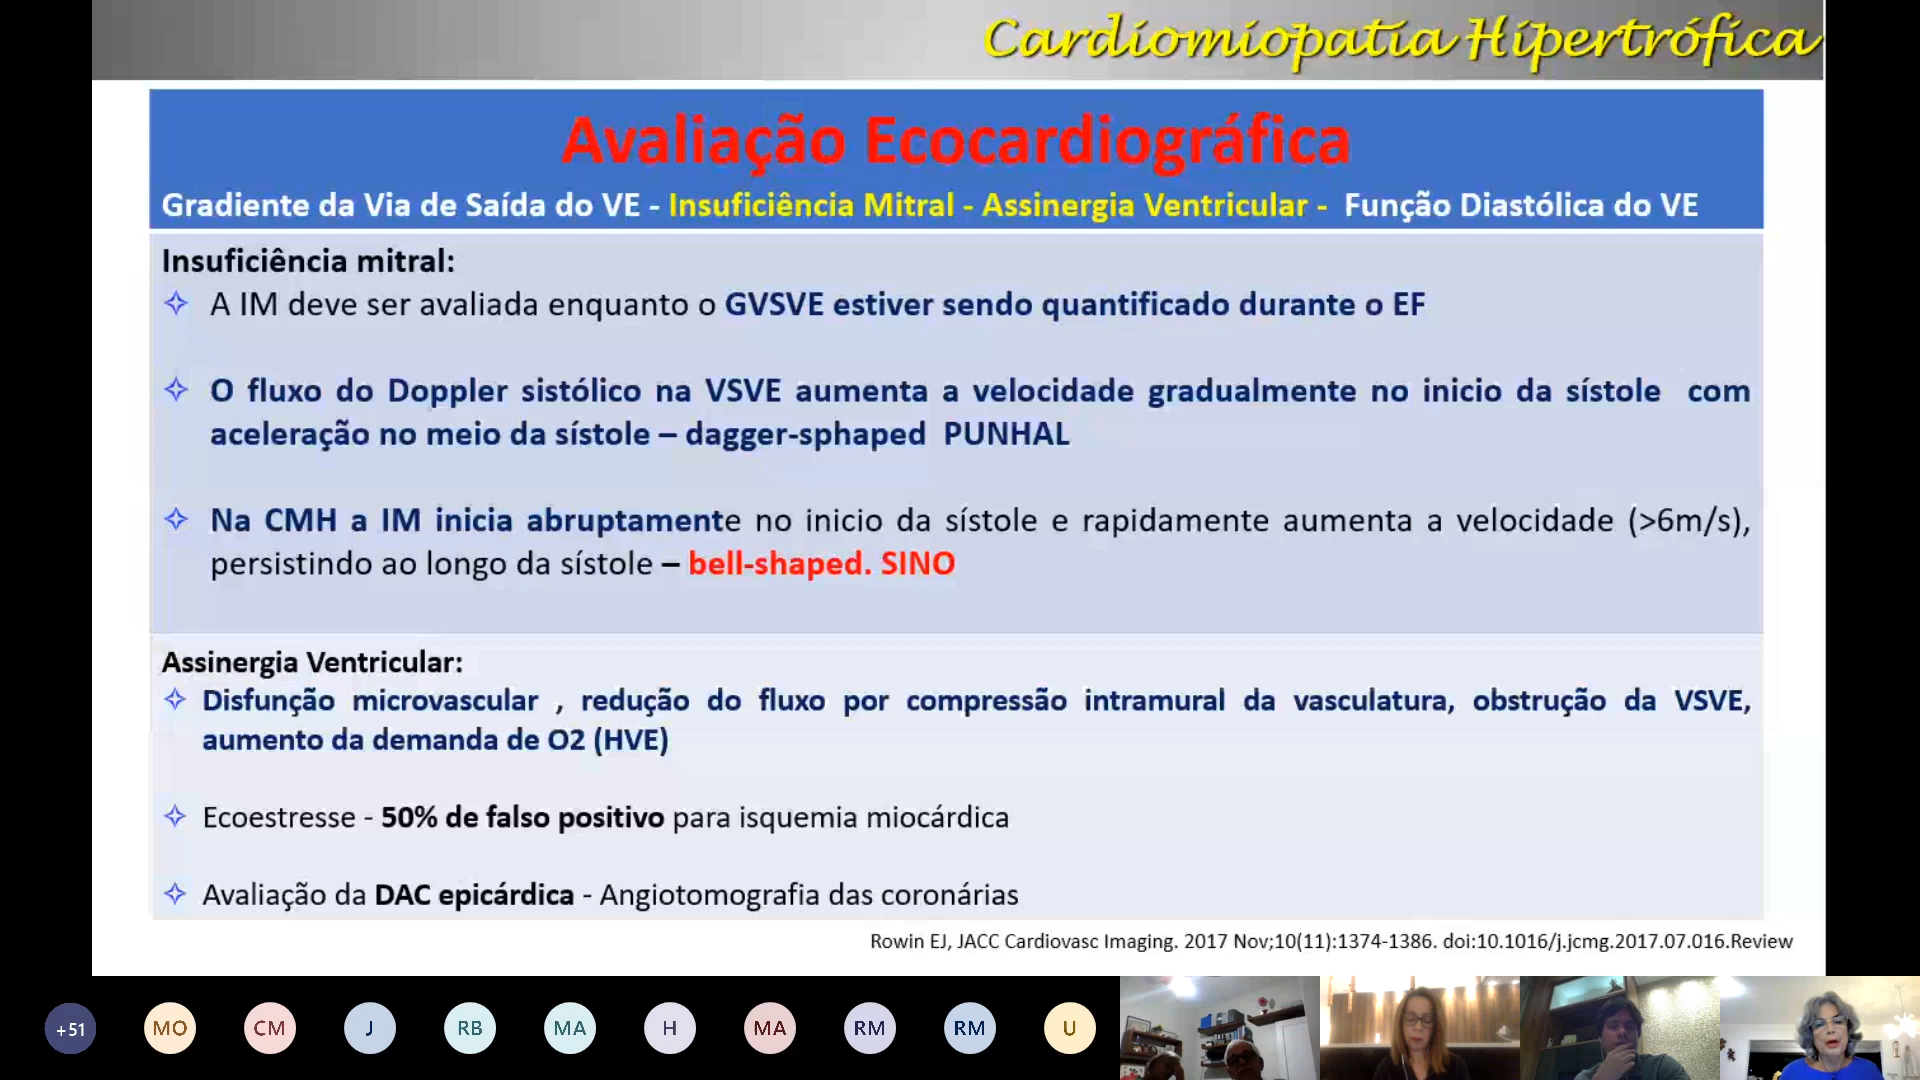 Cardiomiopatia Hipertrófica
Avaliação Ecocardiográfica
Gradiente da Via de Saída do VE - Insuficiência Mitral - Assinergia Ventricular - Função Diastólica do VE
Insuficiência mitral:
A IM deve ser avaliada enquanto o GVSVE estiver sendo quantificado durante o EF
O fluxo do Doppler sistólico na VSVE aumenta a velocidade gradualmente no inicio da sístole com
aceleração no meio da sístole – dagger-sphaped PUNHAL
Na CMH a IM inicia abruptamente no inicio da sístole e rapidamente aumenta a velocidade (>6m/s),
persistindo ao longo da sístole – bell-shaped. SINO
Assinergia Ventricular:
Disfunção microvascular , redução do fluxo por compressão intramural da vasculatura, obstrução da VSVE,
aumento da demanda de O2 (HVE)
Ecoestresse - 50% de falso positivo para isquemia miocárdica
Avaliação da DAC epicárdica - Angiotomografia das coronárias
Rowin EJ, JACC Cardiovasc Imaging. 2017 Nov;10(11):1374-1386. doi:10.1016/j.jcmg.2017.07.016.Review
+51 MO CM J RB MA H MA RM RM U